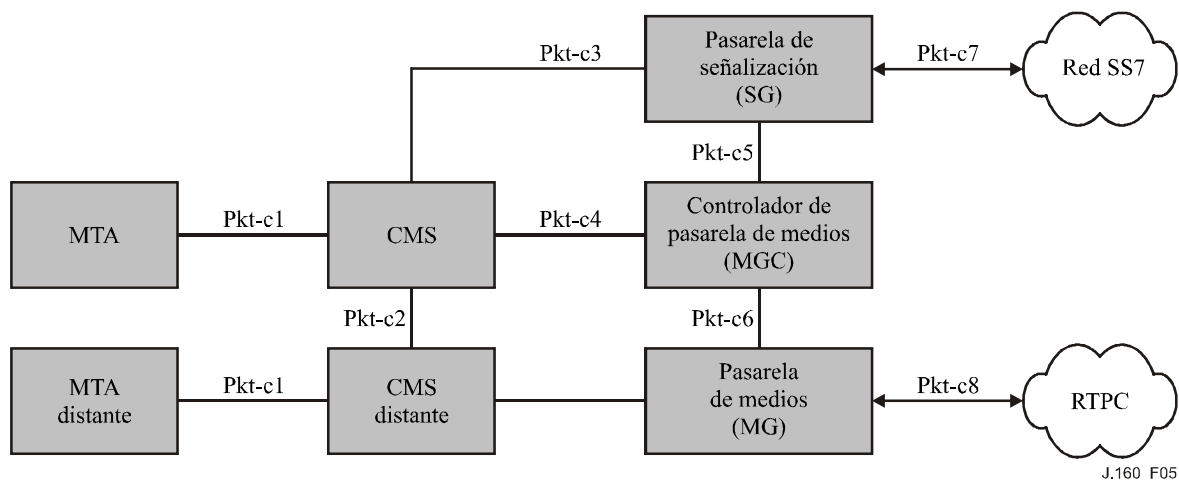 Pkt-c3
Pasarela de
señalización
(SG)
Pkt-c7
Red SS7
Pkt-c5
MTA
Pkt-c1
CMS
Pkt-c4
Controlador de
pasarela de medios
(MGC)
Pkt-c2
Pkt-c6
MTA
distante
Pkt-c1
CMS
distante
Pasarela
de medios
(MG)
Pkt-c8
RTPC
J.160_F05